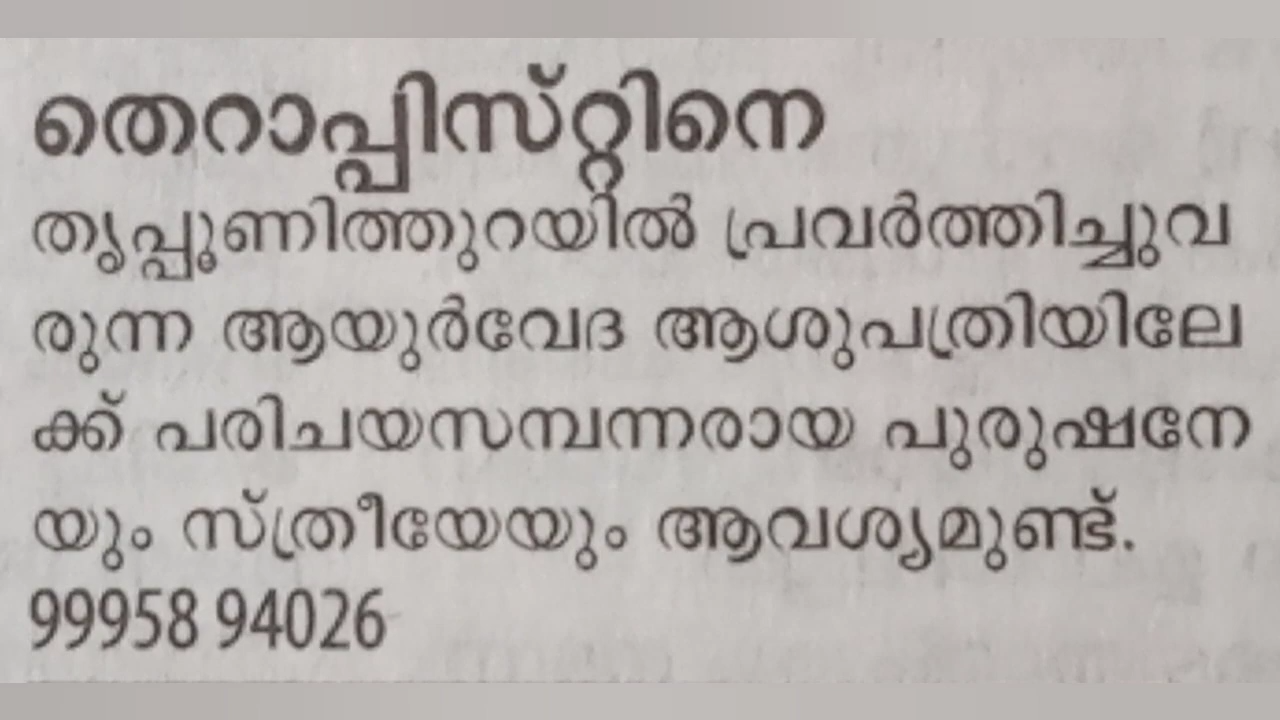 തെറാപ്പിസ്റ്റിനെ
തൃപ്പൂണിത്തുറയിൽ പ്രവർത്തിച്ചുവ
രുന്ന ആയുർവേദ ആശുപത്രിയിലേ
ക്ക് പരിചയസമ്പന്നരായ പുരുഷനേ
യും സ്ത്രീയേയും ആവശ്യമുണ്ട്.
99958 94026